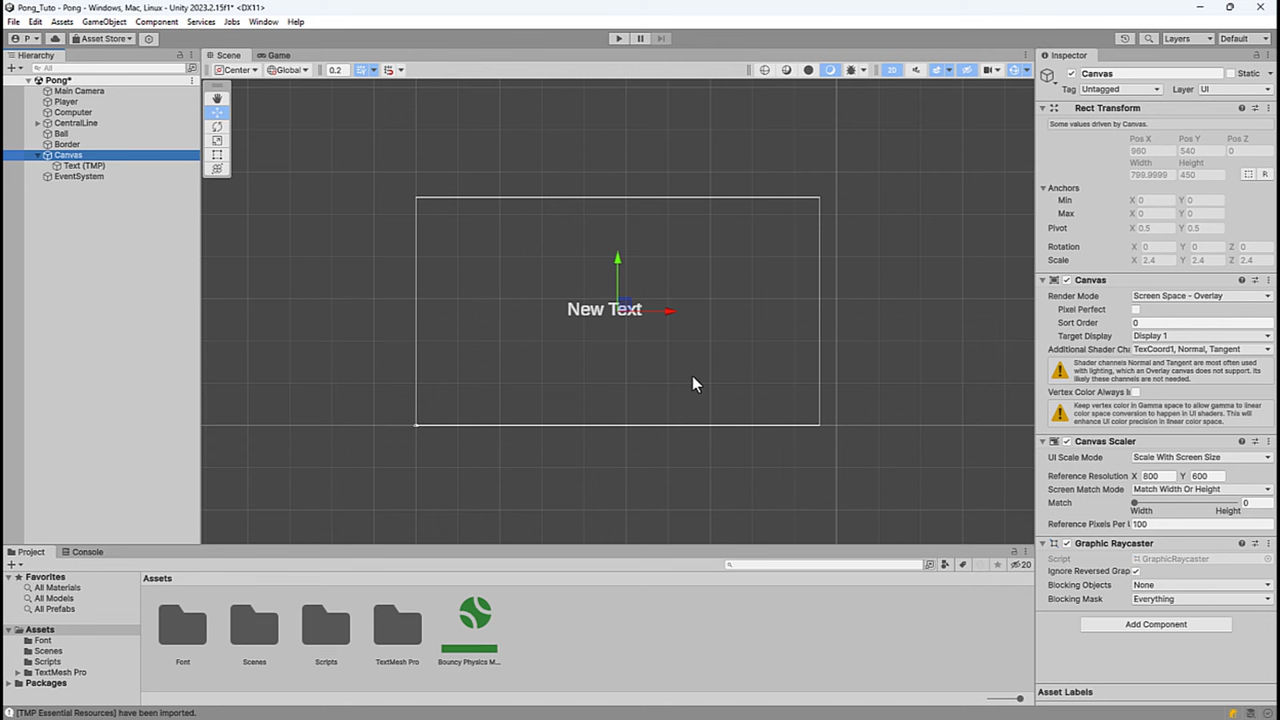 Pong_Tuto - Pong - Windows, Mac, Linux - Unity 2023.2.15f1* <DX11>
File Edit Assets GameObject Component Services Jobs Window Help
P Asset Store Layers Default
Hierarchy
All
Pong*
Main Camera
Player
Computer
CentralLine
Ball
Border
Canvas
Text (TMP)
EventSystem
Scene Game
Center Global 0.2 2D
New Text
Inspector
Canvas Static
Tag Untagged Layer UI
Rect Transform
Some values driven by Canvas.
Pos X Pos Y Pos Z
960 540 0
Width Height
799.9999 450 R
Anchors
Min X 0 Y 0
Max X 0 Y 0
Pivot X 0.5 Y 0.5
Rotation X 0 Y 0 Z 0
Scale X 2.4 Y 2.4 Z 2.4
Canvas
Render Mode Screen Space - Overlay
Pixel Perfect
Sort Order 0
Target Display Display 1
Additional Shader Cha TexCoord1, Normal, Tangent
Shader channels Normal and Tangent are most often used
with lighting, which an Overlay canvas does not support. Its
likely these channels are not needed.
Vertex Color Always I
Keep vertex color in Gamma space to allow gamma to linear
color space conversion to happen in UI shaders. This will
enhance UI color precision in linear color space.
Canvas Scaler
UI Scale Mode Scale With Screen Size
Reference Resolution X 800 Y 600
Screen Match Mode Match Width Or Height
Match 0
Width Height
Reference Pixels Per U 100
Graphic Raycaster
Script GraphicRaycaster
Ignore Reversed Grap
Blocking Objects None
Blocking Mask Everything
Add Component
Asset Labels
Project Console
20
Favorites
All Materials
All Models
All Prefabs
Assets
Font
Scenes
Scripts
TextMesh Pro
Packages
Assets
Font Scenes Scripts TextMesh Pro Bouncy Physics M...
[TMP Essential Resources] have been imported.